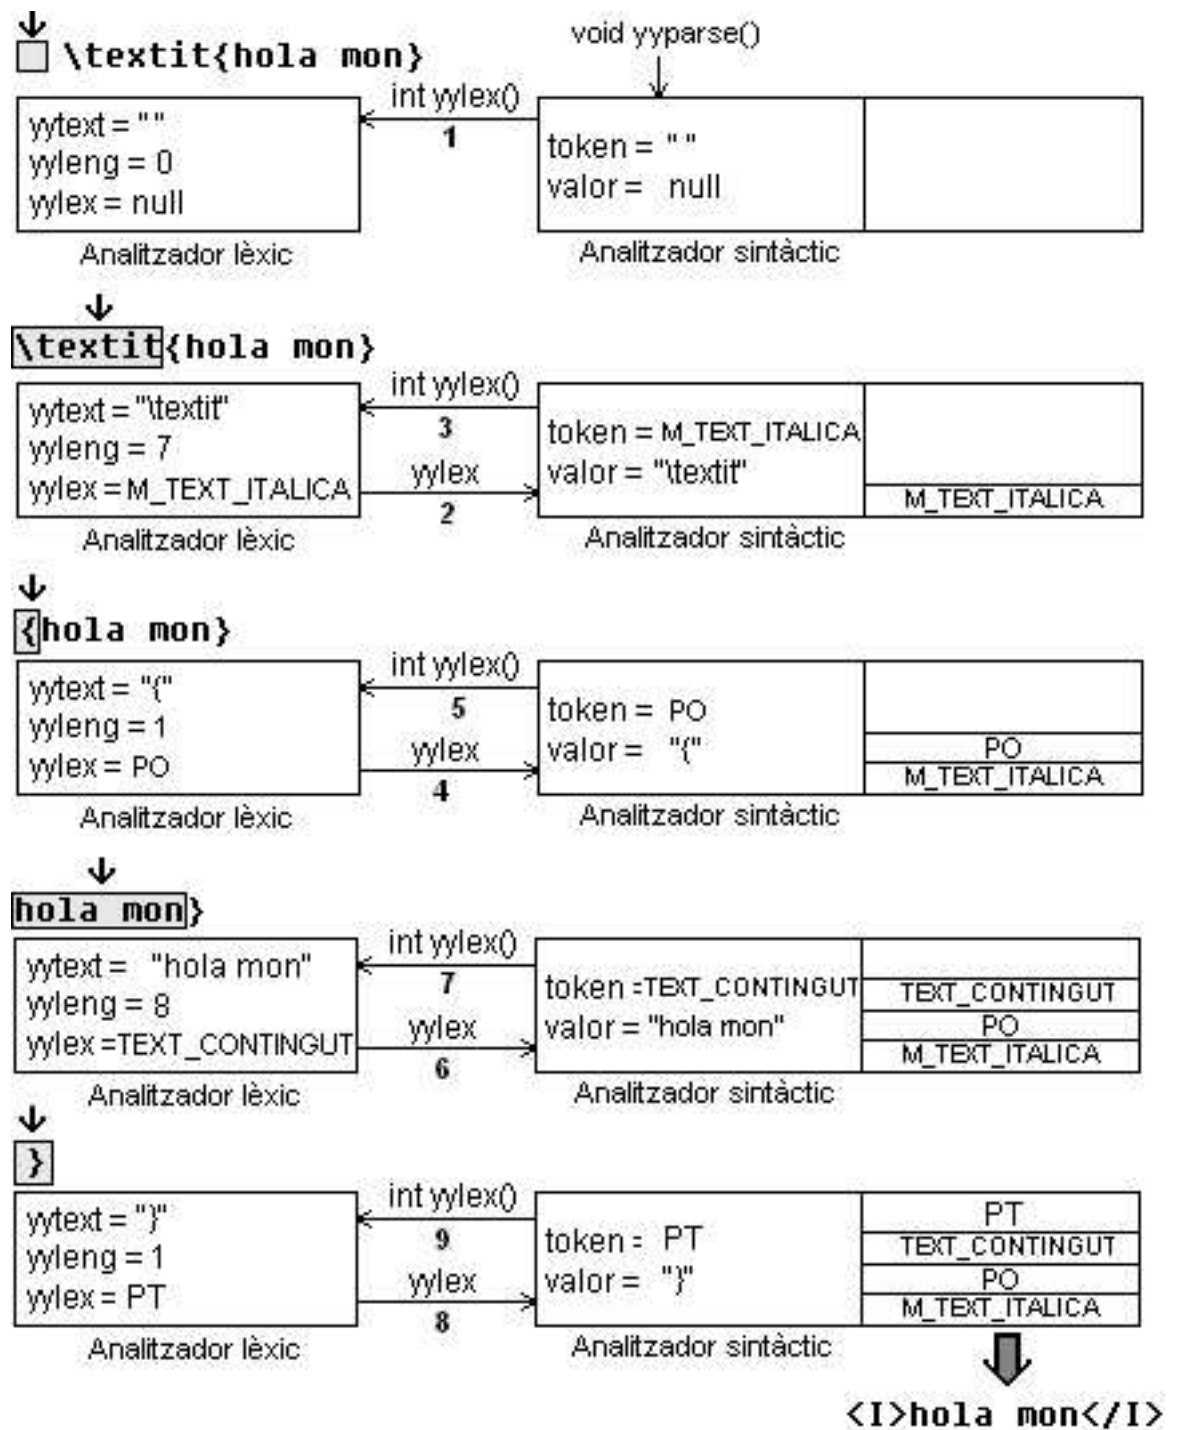 \textit{hola mon}
void yyparse()
int yylex()
1
yytext = ""
yyleng = 0
yylex = null
token = ""
valor = null
Analitzador lèxic
Analitzador sintàctic
\textit{hola mon}
int yylex()
3
yylex
2
yytext = "\textit"
yyleng = 7
yylex = M_TEXT_ITALICA
token = M_TEXT_ITALICA
valor = "\textit"
M_TEXT_ITALICA
Analitzador lèxic
Analitzador sintàctic
{hola mon}
int yylex()
5
yylex
4
yytext = "{"
yyleng = 1
yylex = PO
token = PO
valor = "{"
PO
M_TEXT_ITALICA
Analitzador lèxic
Analitzador sintàctic
hola mon}
int yylex()
7
yylex
6
yytext = "hola mon"
yyleng = 8
yylex =TEXT_CONTINGUT
token =TEXT_CONTINGUT
valor = "hola mon"
TEXT_CONTINGUT
PO
M_TEXT_ITALICA
Analitzador lèxic
Analitzador sintàctic
}
int yylex()
9
yylex
8
yytext = "}"
yyleng = 1
yylex = PT
token = PT
valor = "}"
PT
TEXT_CONTINGUT
PO
M_TEXT_ITALICA
Analitzador lèxic
Analitzador sintàctic
<I>hola mon</I>